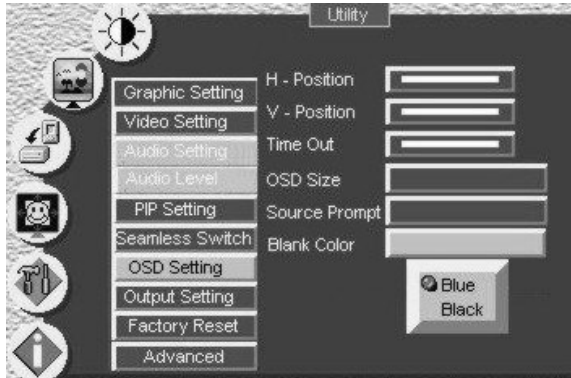 Utility
Graphic Setting
Video Setting
Audio Setting
Audio Level
PIP Setting
Seamless Switch
OSD Setting
Output Setting
Factory Reset
Advanced
H - Position
V - Position
Time Out
OSD Size
Source Prompt
Blank Color
Blue
Black